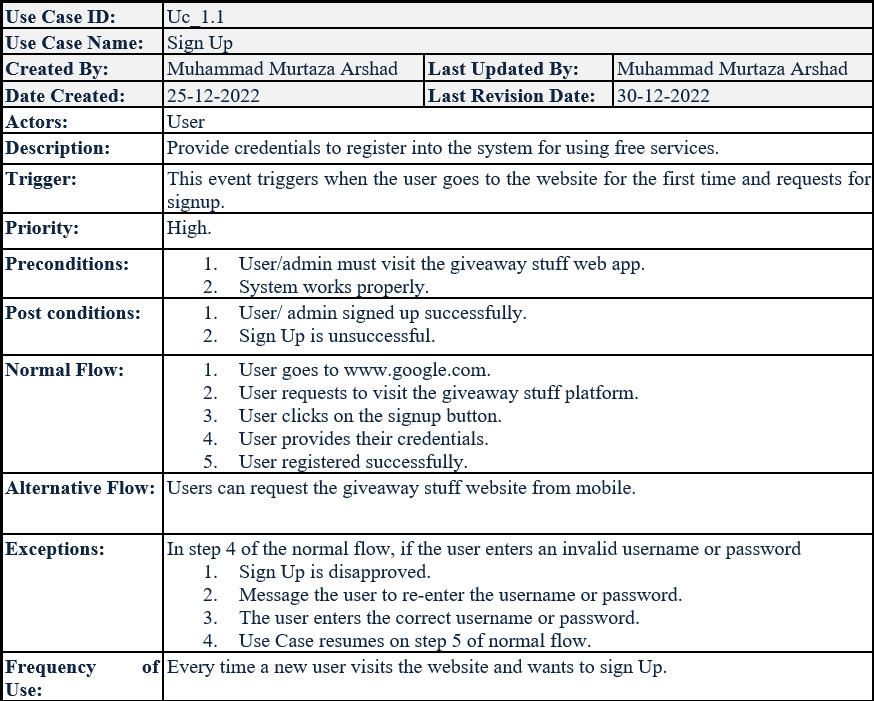 Use Case ID: Uc_1.1
Use Case Name: Sign Up
Created By: Muhammad Murtaza Arshad Last Updated By: Muhammad Murtaza Arshad
Date Created: 25-12-2022 Last Revision Date: 30-12-2022
Actors: User
Description: Provide credentials to register into the system for using free services.
Trigger: This event triggers when the user goes to the website for the first time and requests for
signup.
Priority: High.
Preconditions: 1. User/admin must visit the giveaway stuff web app.
2. System works properly.
Post conditions: 1. User/ admin signed up successfully.
2. Sign Up is unsuccessful.
Normal Flow: 1. User goes to www.google.com.
2. User requests to visit the giveaway stuff platform.
3. User clicks on the signup button.
4. User provides their credentials.
5. User registered successfully.
Alternative Flow: Users can request the giveaway stuff website from mobile.
Exceptions: In step 4 of the normal flow, if the user enters an invalid username or password
1. Sign Up is disapproved.
2. Message the user to re-enter the username or password.
3. The user enters the correct username or password.
4. Use Case resumes on step 5 of normal flow.
Frequency of Every time a new user visits the website and wants to sign Up.
Use: